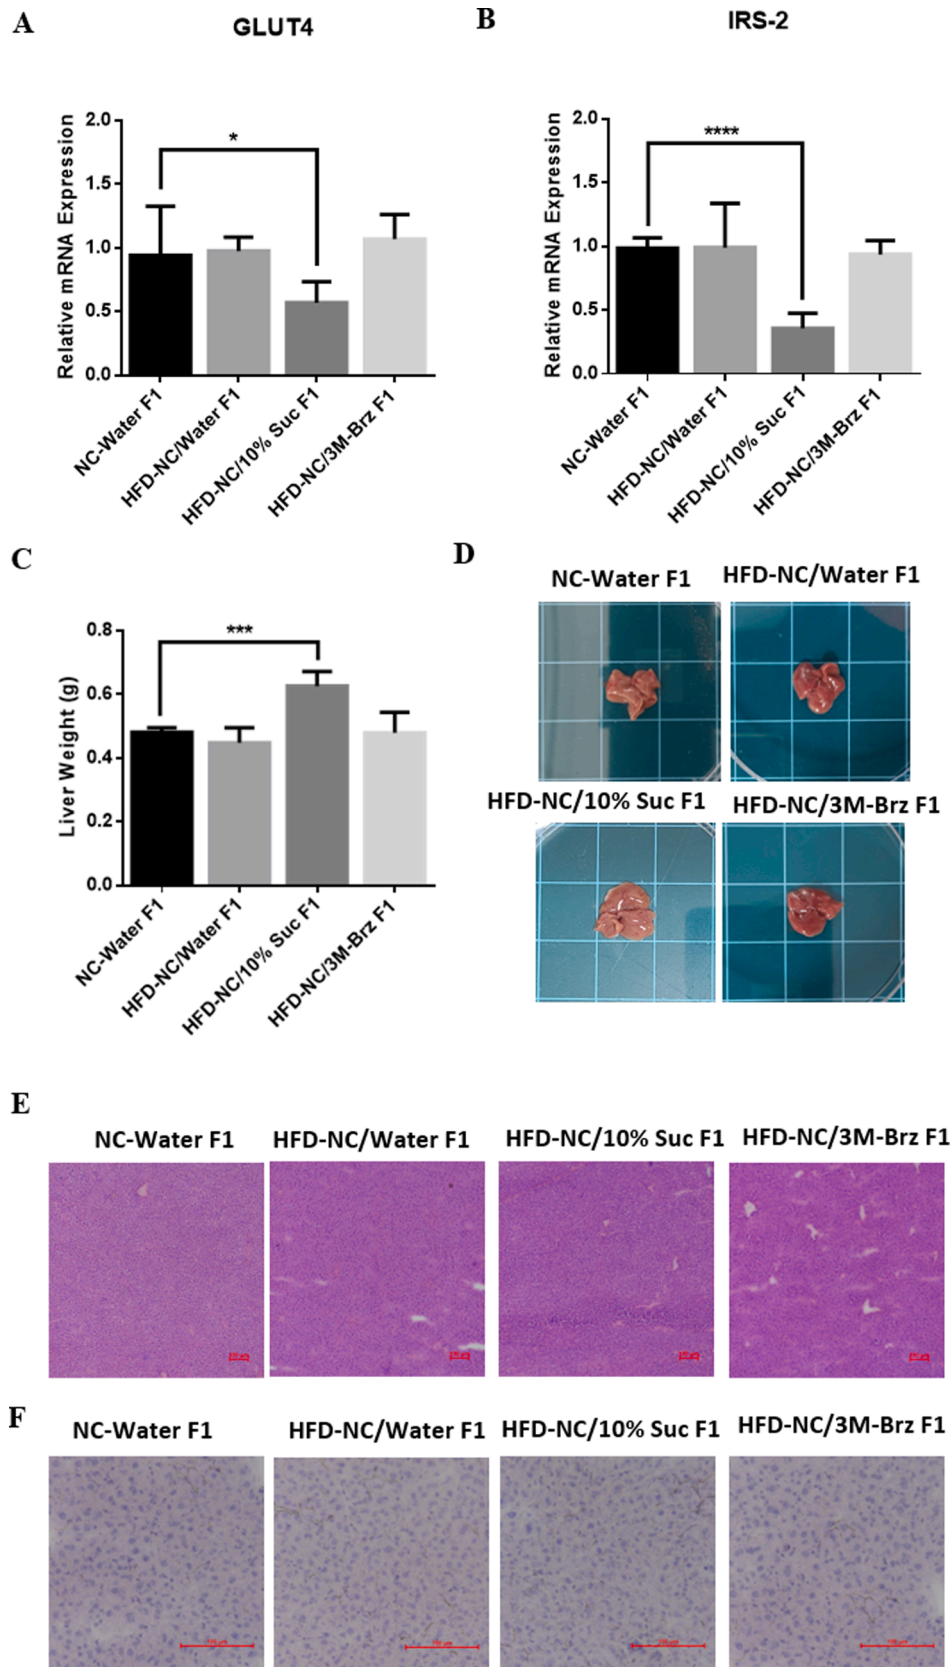 A
GLUT4
Relative mRNA Expression
2.0
1.5
1.0
0.5
0.0
*
NC-Water F1
HFD-NC/Water F1
HFD-NC/10% Suc F1
HFD-NC/3M-Brz F1
B
IRS-2
Relative mRNA Expression
2.0
1.5
1.0
0.5
0.0
****
NC-Water F1
HFD-NC/Water F1
HFD-NC/10% Suc F1
HFD-NC/3M-Brz F1
C
Liver Weight (g)
0.8
0.6
0.4
0.2
0.0
***
NC-Water F1
HFD-NC/Water F1
HFD-NC/10% Suc F1
HFD-NC/3M-Brz F1
D
NC-Water F1
HFD-NC/Water F1
HFD-NC/10% Suc F1
HFD-NC/3M-Brz F1
E
NC-Water F1
HFD-NC/Water F1
HFD-NC/10% Suc F1
HFD-NC/3M-Brz F1
F
NC-Water F1
HFD-NC/Water F1
HFD-NC/10% Suc F1
HFD-NC/3M-Brz F1